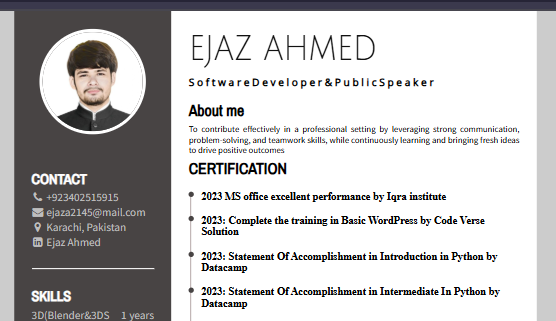 EJAZ AHMED
SoftwareDeveloper&PublicSpeaker
About me
To contribute effectively in a professional setting by leveraging strong communication,
problem-solving, and teamwork skills, while continuously learning and bringing fresh ideas
to drive positive outcomes
CERTIFICATION
2023 MS office excellent performance by Iqra institute
2023: Complete the training in Basic WordPress by Code Verse
Solution
2023: Statement Of Accomplishment in Introduction in Python by
Datacamp
2023: Statement Of Accomplishment in Intermediate In Python by
Datacamp
CONTACT
+923402515915
ejaza2145@mail.com
Karachi, Pakistan
Ejaz Ahmed
SKILLS
3D(Blender&3DS 1 years